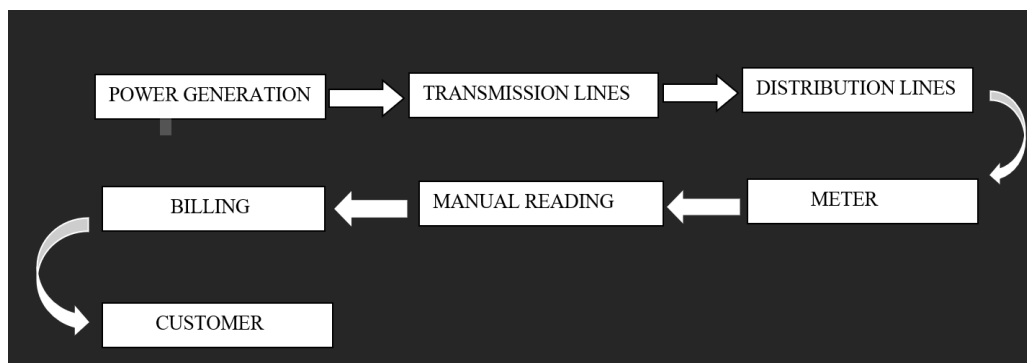 POWER GENERATION
TRANSMISSION LINES
DISTRIBUTION LINES
METER
MANUAL READING
BILLING
CUSTOMER